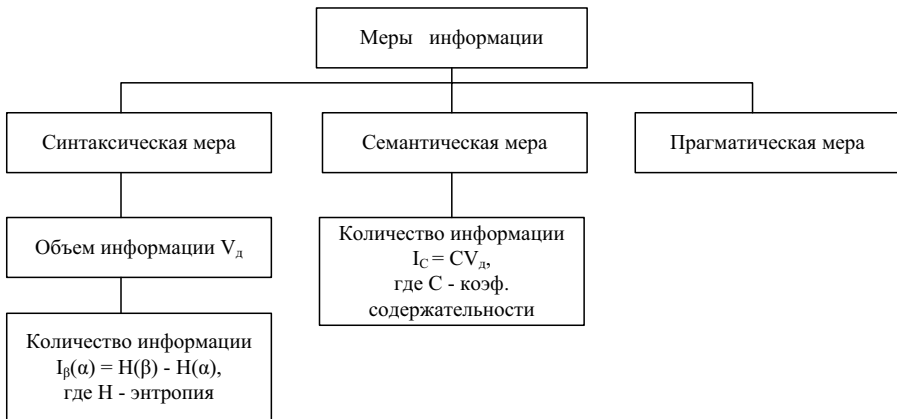 Меры информации
Синтаксическая мера
Семантическая мера
Прагматическая мера
Объем информации Vд
Количество информации
Iβ(α) = H(β) - H(α),
где H - энтропия
Количество информации
IC = CVд,
где C - коэф.
содержательности